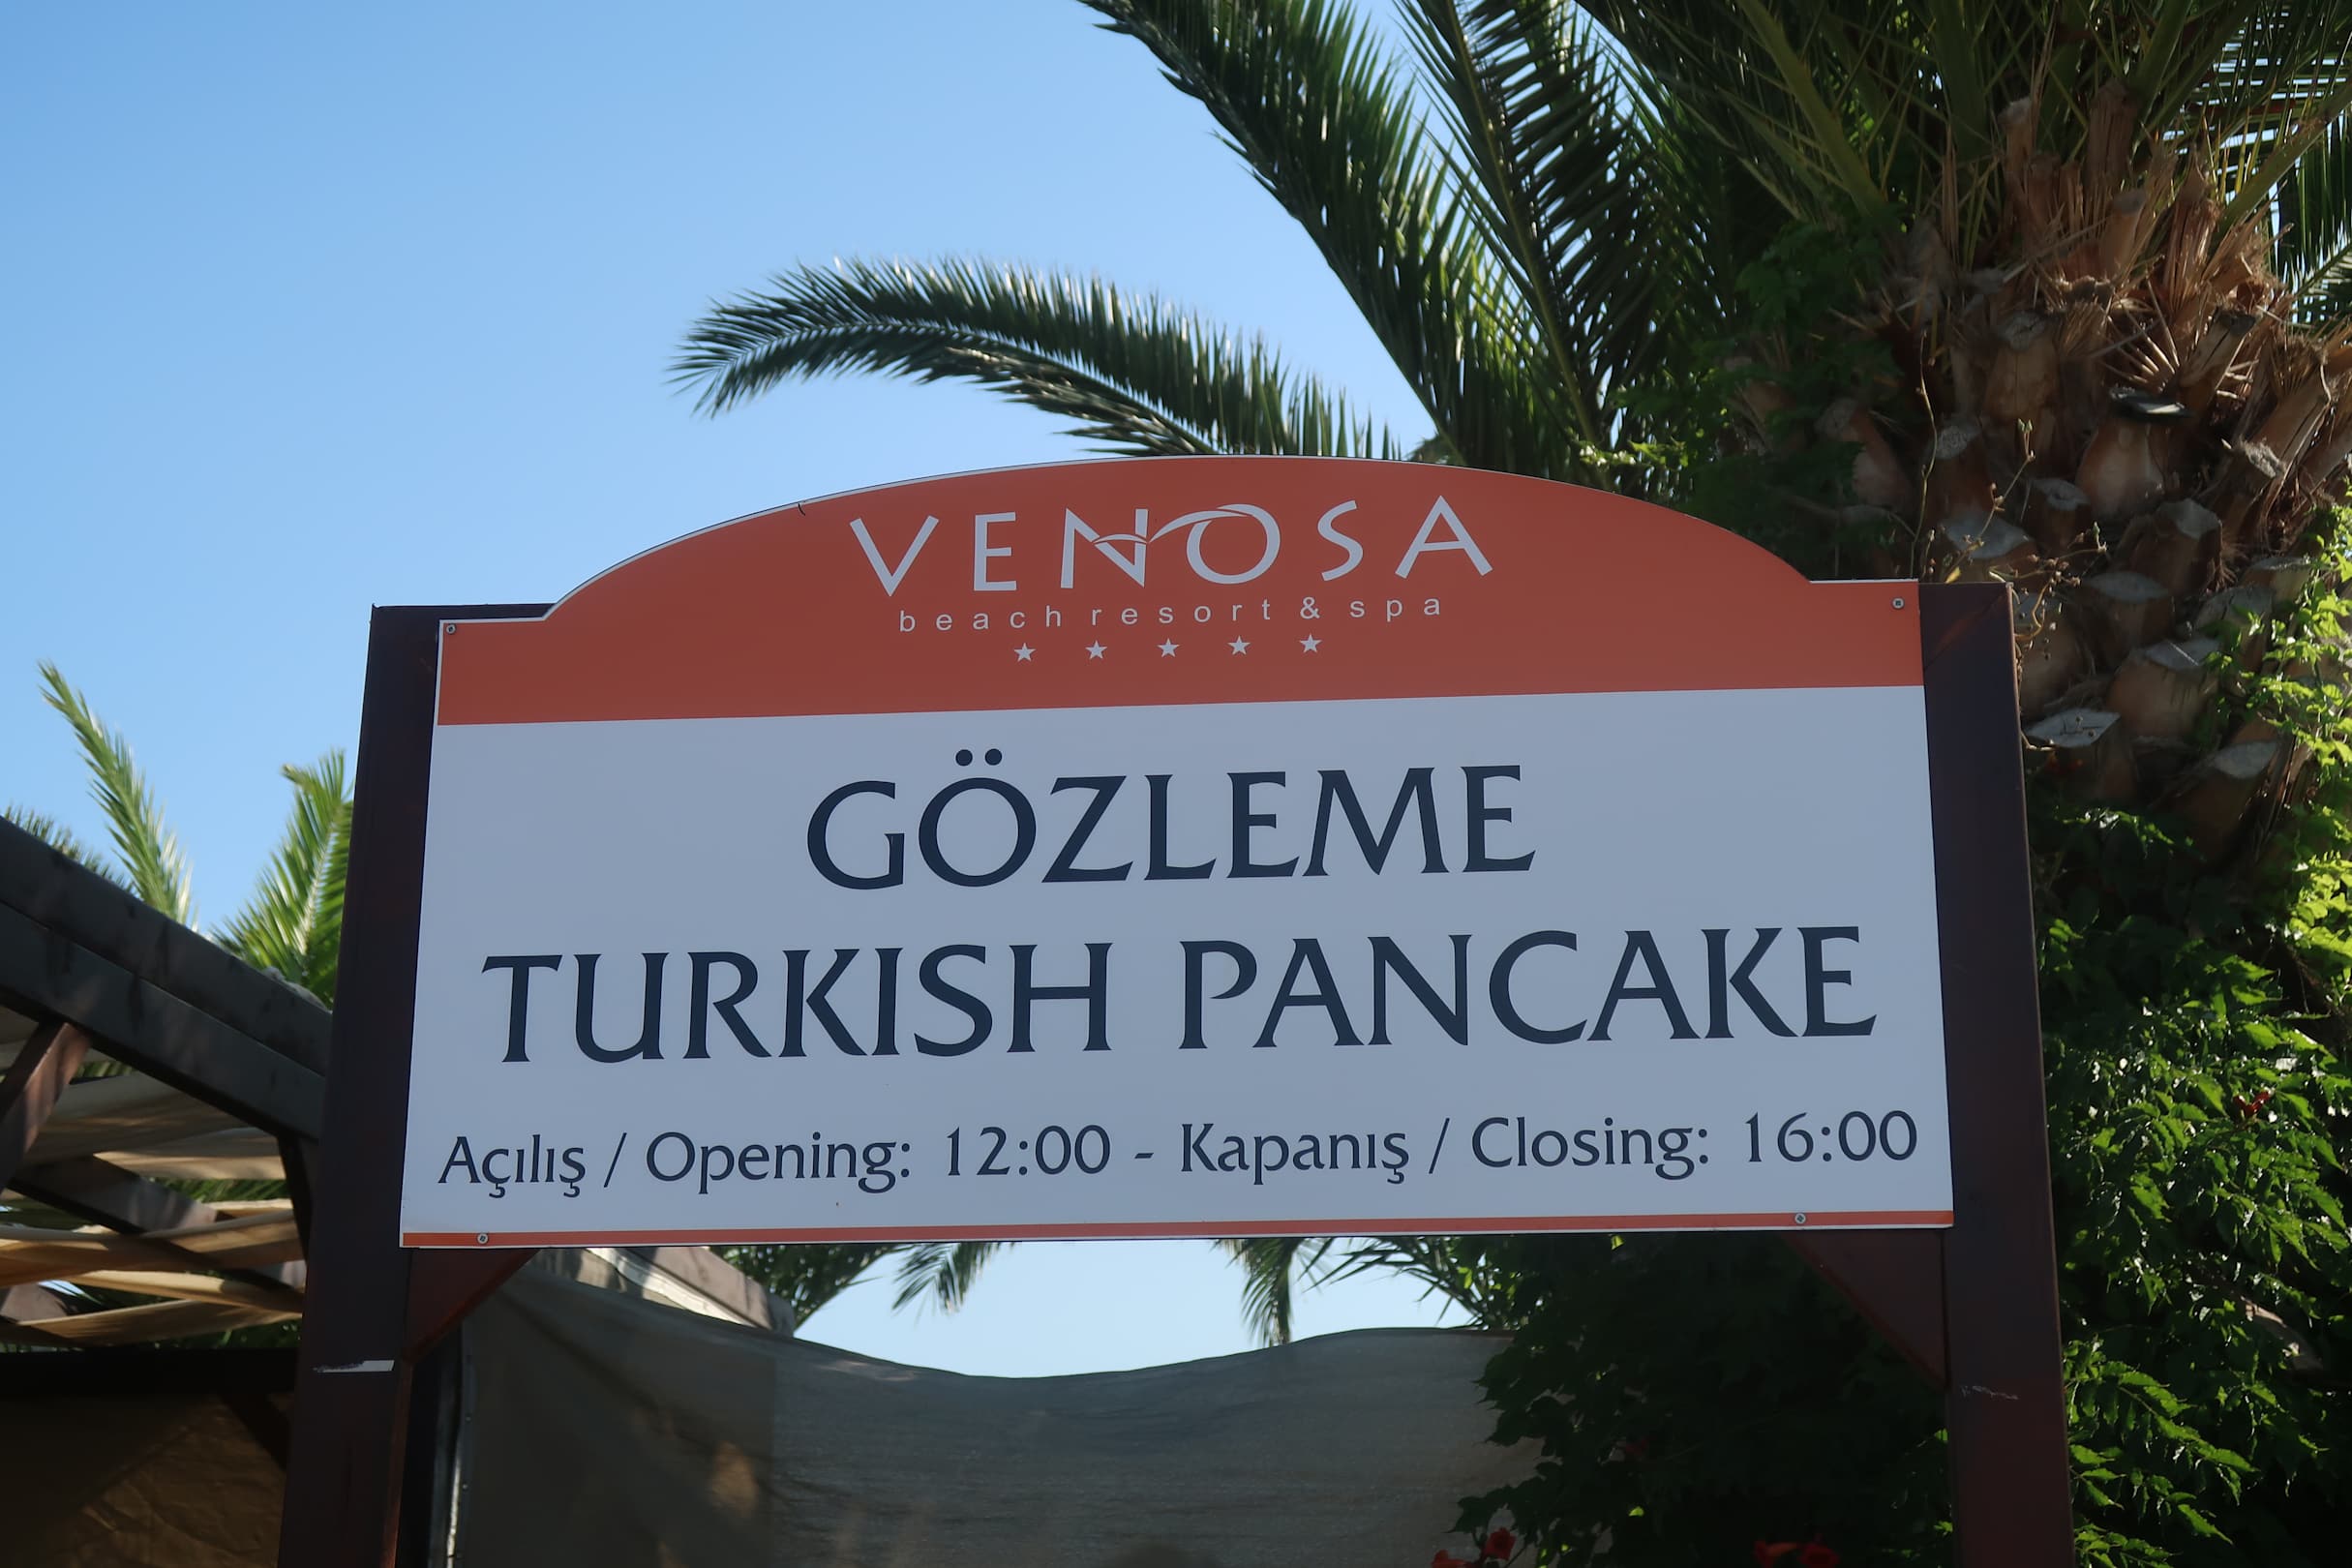 VENOSA
beach resort & spa
GÖZLEME
TURKISH PANCAKE
Açılış / Opening: 12:00 - Kapanış / Closing: 16:00